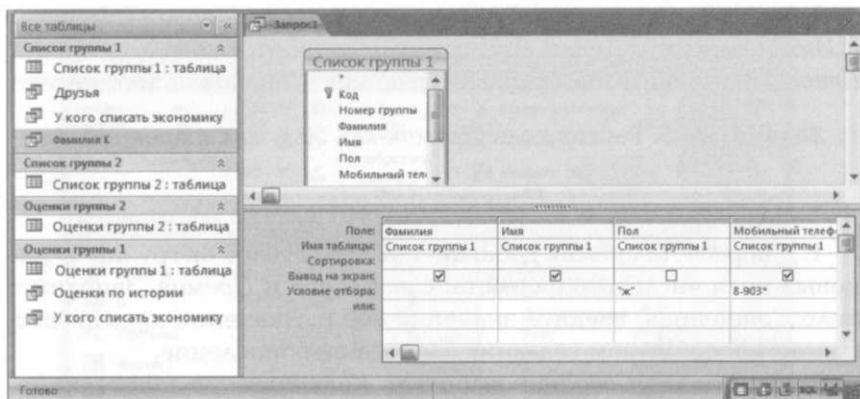 Все таблицы
Список группы 1
Список группы 1 : таблица
Друзья
У кого списать экономику
Фамилия К
Список группы 2
Список группы 2 : таблица
Оценки группы 2
Оценки группы 2 : таблица
Оценки группы 1
Оценки группы 1 : таблица
Оценки по истории
У кого списать экономику
Запрос1
Список группы 1
*
Код
Номер группы
Фамилия
Имя
Пол
Мобильный теле
Поле: Фамилия Имя Пол Мобильный телефо
Имя таблицы: Список группы 1 Список группы 1 Список группы 1 Список группы 1
Сортировка:
Вывод на экран:
Условие отбора: "ж" 8-903*
или:
Готово
SQL